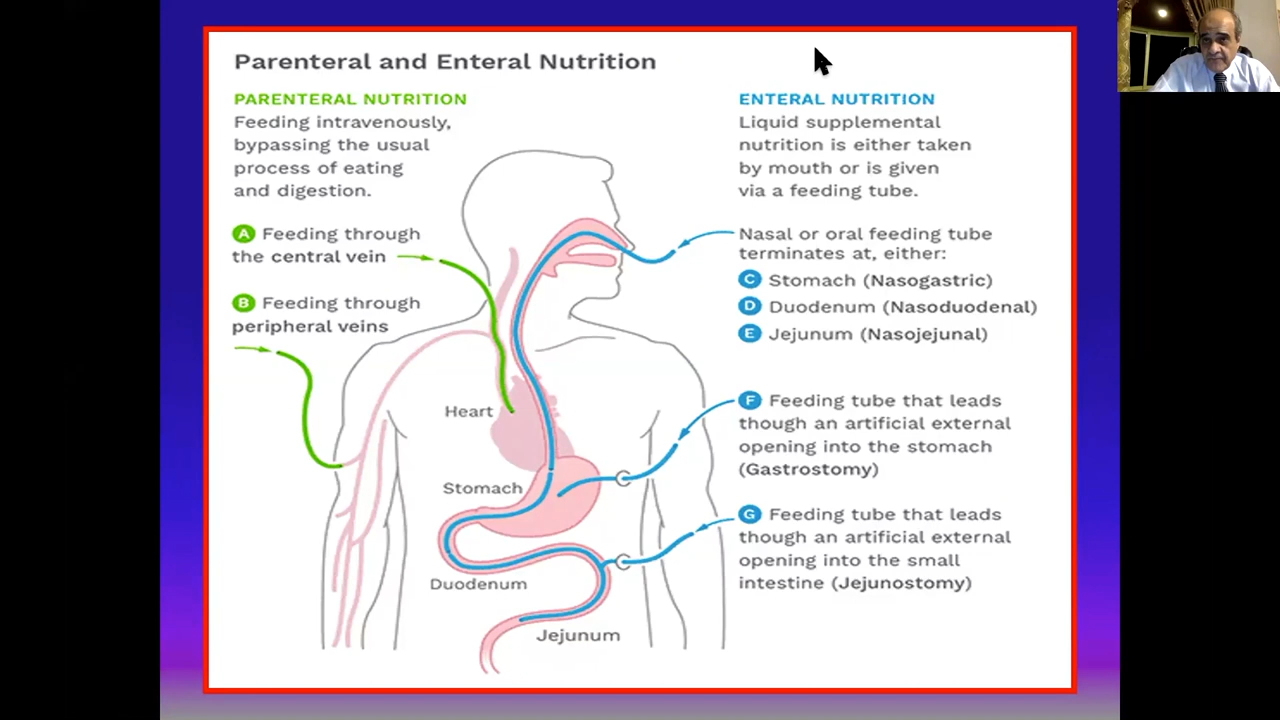 Parenteral and Enteral Nutrition
PARENTERAL NUTRITION
Feeding intravenously,
bypassing the usual
process of eating
and digestion.
A Feeding through
the central vein
B Feeding through
peripheral veins
ENTERAL NUTRITION
Liquid supplemental
nutrition is either taken
by mouth or is given
via a feeding tube.
Nasal or oral feeding tube
terminates at, either:
C Stomach (Nasogastric)
D Duodenum (Nasoduodenal)
E Jejunum (Nasojejunal)
F Feeding tube that leads
though an artificial external
opening into the stomach
(Gastrostomy)
G Feeding tube that leads
though an artificial external
opening into the small
intestine (Jejunostomy)
Heart
Stomach
Duodenum
Jejunum